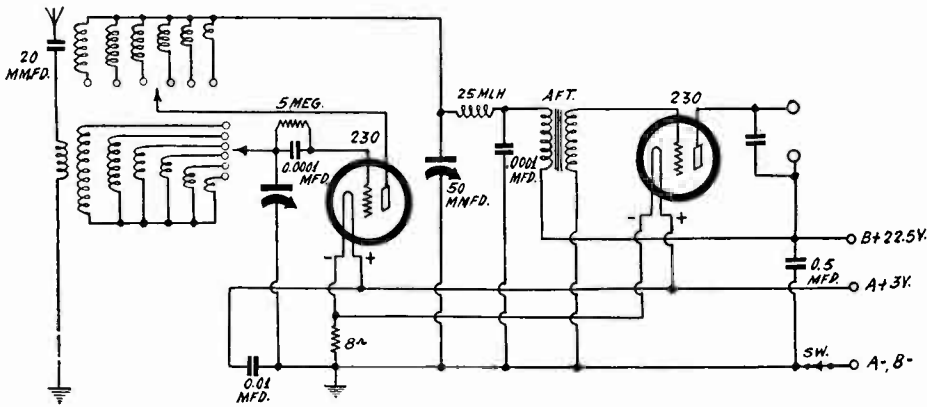 20
MMFD.
5 MEG.
0.0001
MFD.
230
50
MMFD.
25 MLH
.0001
MFD.
AFT.
230
- +
- +
B+22.5V.
0.5
MFD.
A+3V.
8~
0.01
MFD.
SW.
A-, B-